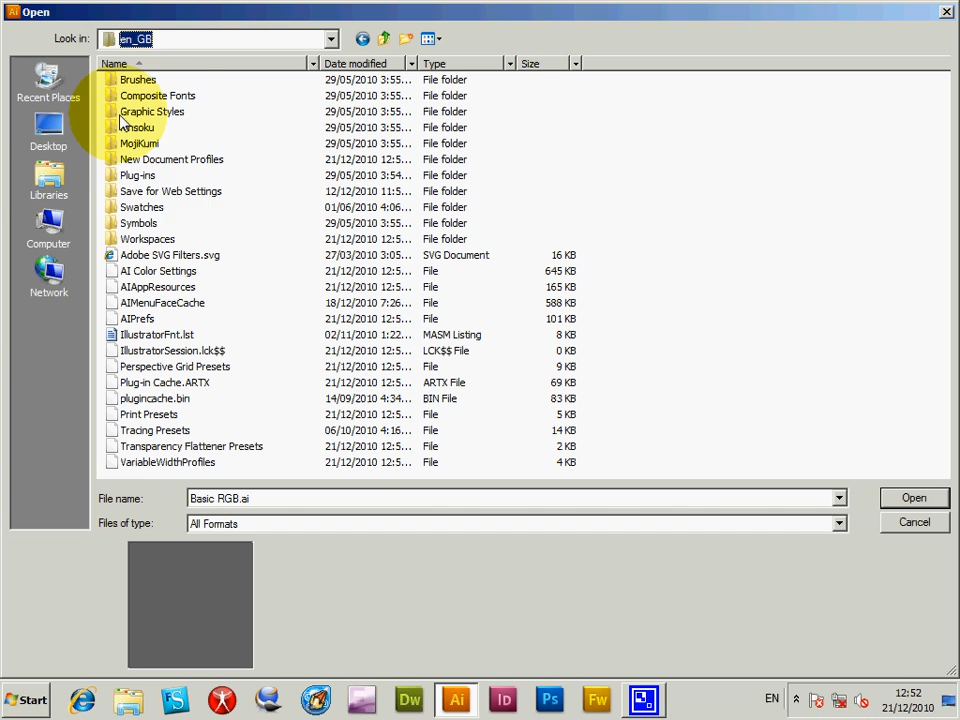 Ai Open
Look in: en_GB
Name Date modified Type Size
Brushes 29/05/2010 3:55... File folder
Composite Fonts 29/05/2010 3:55... File folder
Graphic Styles 29/05/2010 3:55... File folder
Kinsoku 29/05/2010 3:55... File folder
MojiKumi 29/05/2010 3:55... File folder
New Document Profiles 21/12/2010 12:5... File folder
Plug-ins 29/05/2010 3:54... File folder
Save for Web Settings 12/12/2010 11:5... File folder
Swatches 01/06/2010 4:06... File folder
Symbols 29/05/2010 3:55... File folder
Workspaces 21/12/2010 12:5... File folder
Adobe SVG Filters.svg 27/03/2010 3:05... SVG Document 16 KB
AI Color Settings 21/12/2010 12:5... File 645 KB
AIAppResources 21/12/2010 12:5... File 165 KB
AIMenuFaceCache 18/12/2010 7:26... File 588 KB
AIPrefs 21/12/2010 12:5... File 101 KB
IllustratorFnt.lst 02/11/2010 1:22... MASM Listing 8 KB
IllustratorSession.lck$$ 21/12/2010 12:5... LCK$$ File 0 KB
Perspective Grid Presets 21/12/2010 12:5... File 9 KB
Plug-in Cache.ARTX 21/12/2010 12:5... ARTX File 69 KB
plugincache.bin 14/09/2010 4:34... BIN File 83 KB
Print Presets 21/12/2010 12:5... File 5 KB
Tracing Presets 06/10/2010 4:16... File 14 KB
Transparency Flattener Presets 21/12/2010 12:5... File 2 KB
VariableWidthProfiles 21/12/2010 12:5... File 4 KB
Recent Places
Desktop
Libraries
Computer
Network
File name: Basic RGB.ai Open
Files of type: All Formats Cancel
Start FS Dw Ai Id Ps Fw EN 12:52
21/12/2010